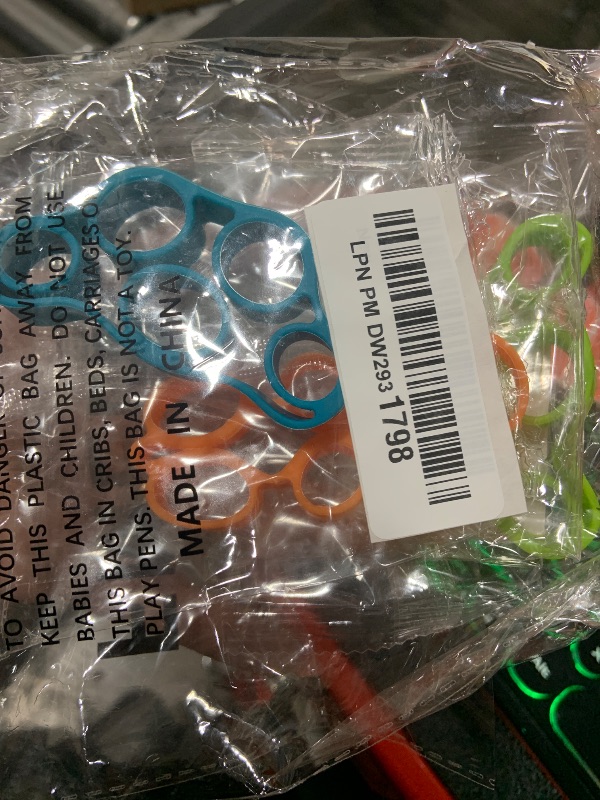 TO AVOID DANGER
KEEP THIS PLASTIC BAG AWAY FROM
BABIES AND CHILDREN. DO NOT USE
THIS BAG IN CRIBS, BEDS, CARRIAGES O
PLAY PENS. THIS BAG IS NOT A TOY.
MADE IN CHINA
LPN PM DW293 1798